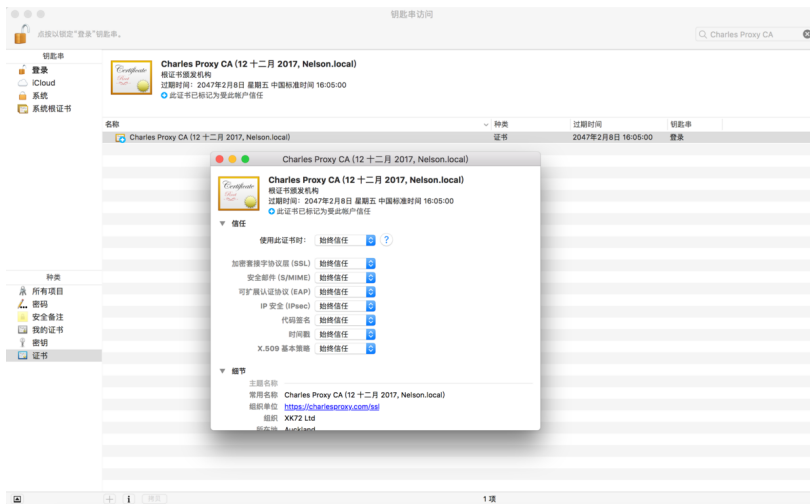 钥匙串访问
点按以锁定“登录”钥匙串。
Charles Proxy CA
钥匙串
登录
iCloud
系统
系统根证书
Certificate
Charles Proxy CA (12 十二月 2017, Nelson.local)
根证书颁发机构
过期时间：2047年2月8日 星期五 中国标准时间 16:05:00
此证书已标记为受此帐户信任
名称 种类 过期时间 钥匙串
Charles Proxy CA (12 十二月 2017, Nelson.local) 证书 2047年2月8日 16:05:00 登录
Charles Proxy CA (12 十二月 2017, Nelson.local)
Certificate
Charles Proxy CA (12 十二月 2017, Nelson.local)
根证书颁发机构
过期时间：2047年2月8日 星期五 中国标准时间 16:05:00
此证书已标记为受此帐户信任
信任
使用此证书时： 始终信任 ?
加密套接字协议层 (SSL) 始终信任
安全邮件 (S/MIME) 始终信任
可扩展认证协议 (EAP) 始终信任
IP 安全 (IPsec) 始终信任
代码签名 始终信任
时间戳 始终信任
X.509 基本策略 始终信任
细节
主题名称
常用名称 Charles Proxy CA (12 十二月 2017, Nelson.local)
组织单位 https://charlesproxy.com/ssl
组织 XK72 Ltd
所在地 Auckland
种类
所有项目
密码
安全备注
我的证书
密钥
证书
拷贝
1 项